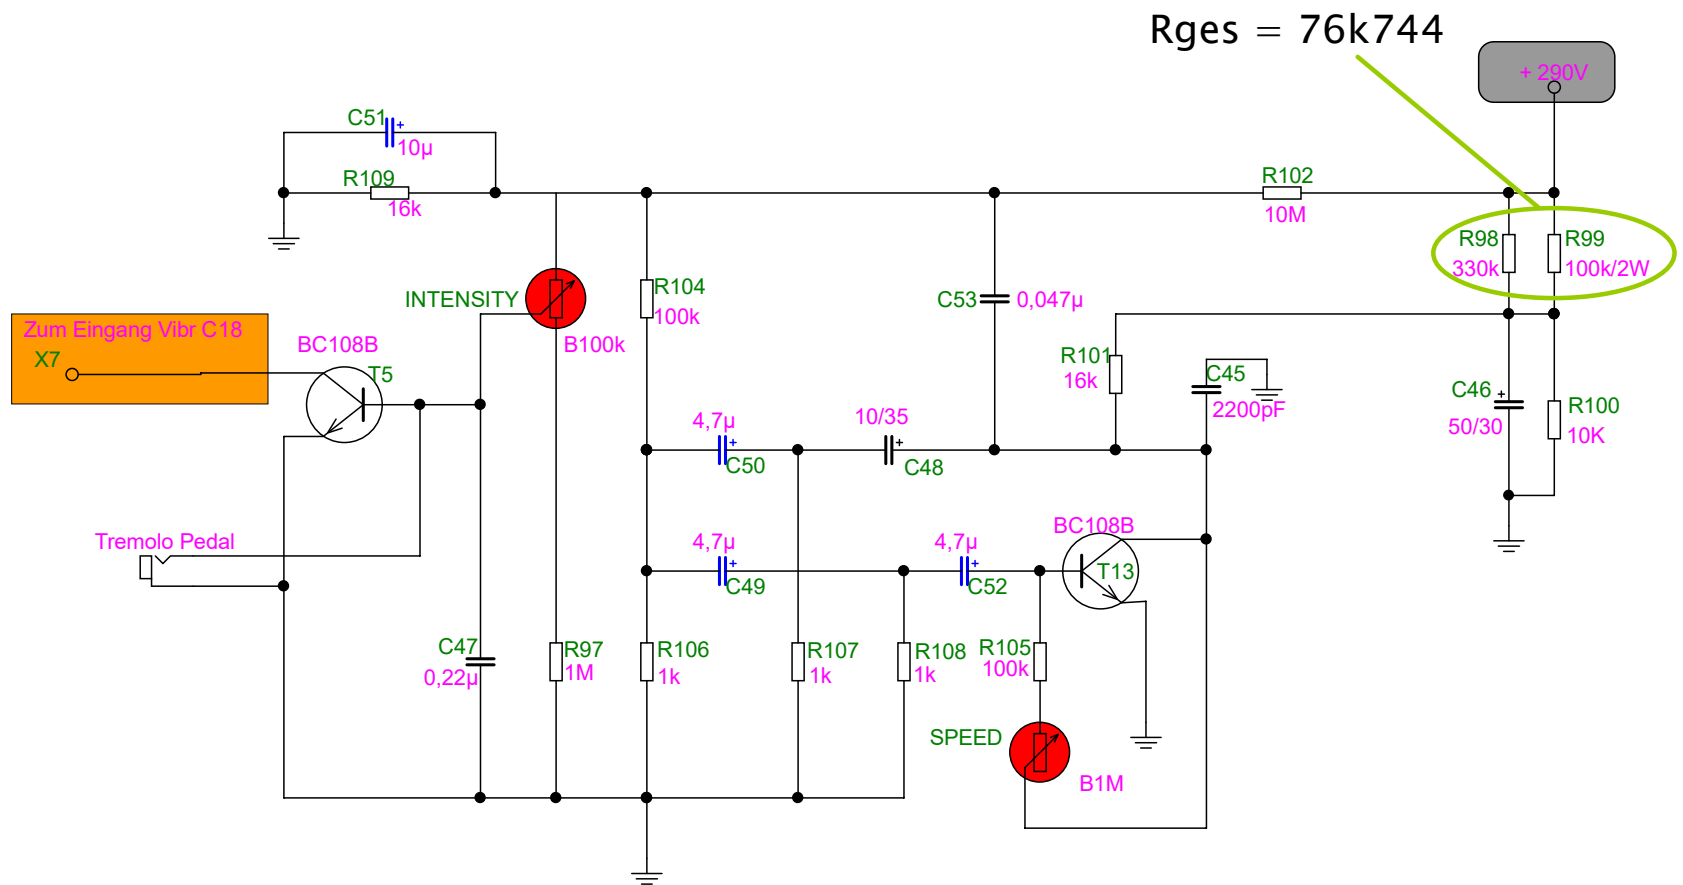 Rges = 76k744
+ 290V
C51
+
10µ
R109
16k
R102
10M
R98
330k
R99
100k/2W
INTENSITY
B100k
R104
100k
C53
0,047µ
Zum Eingang Vibr C18
X7
BC108B
T5
R101
16k
C45
2200pF
C46
+
50/30
R100
10K
4,7µ
+
C50
10/35
+
C48
Tremolo Pedal
4,7µ
+
C49
4,7µ
+
C52
BC108B
T13
C47
0,22µ
R97
1M
R106
1k
R107
1k
R108
1k
R105
100k
SPEED
B1M